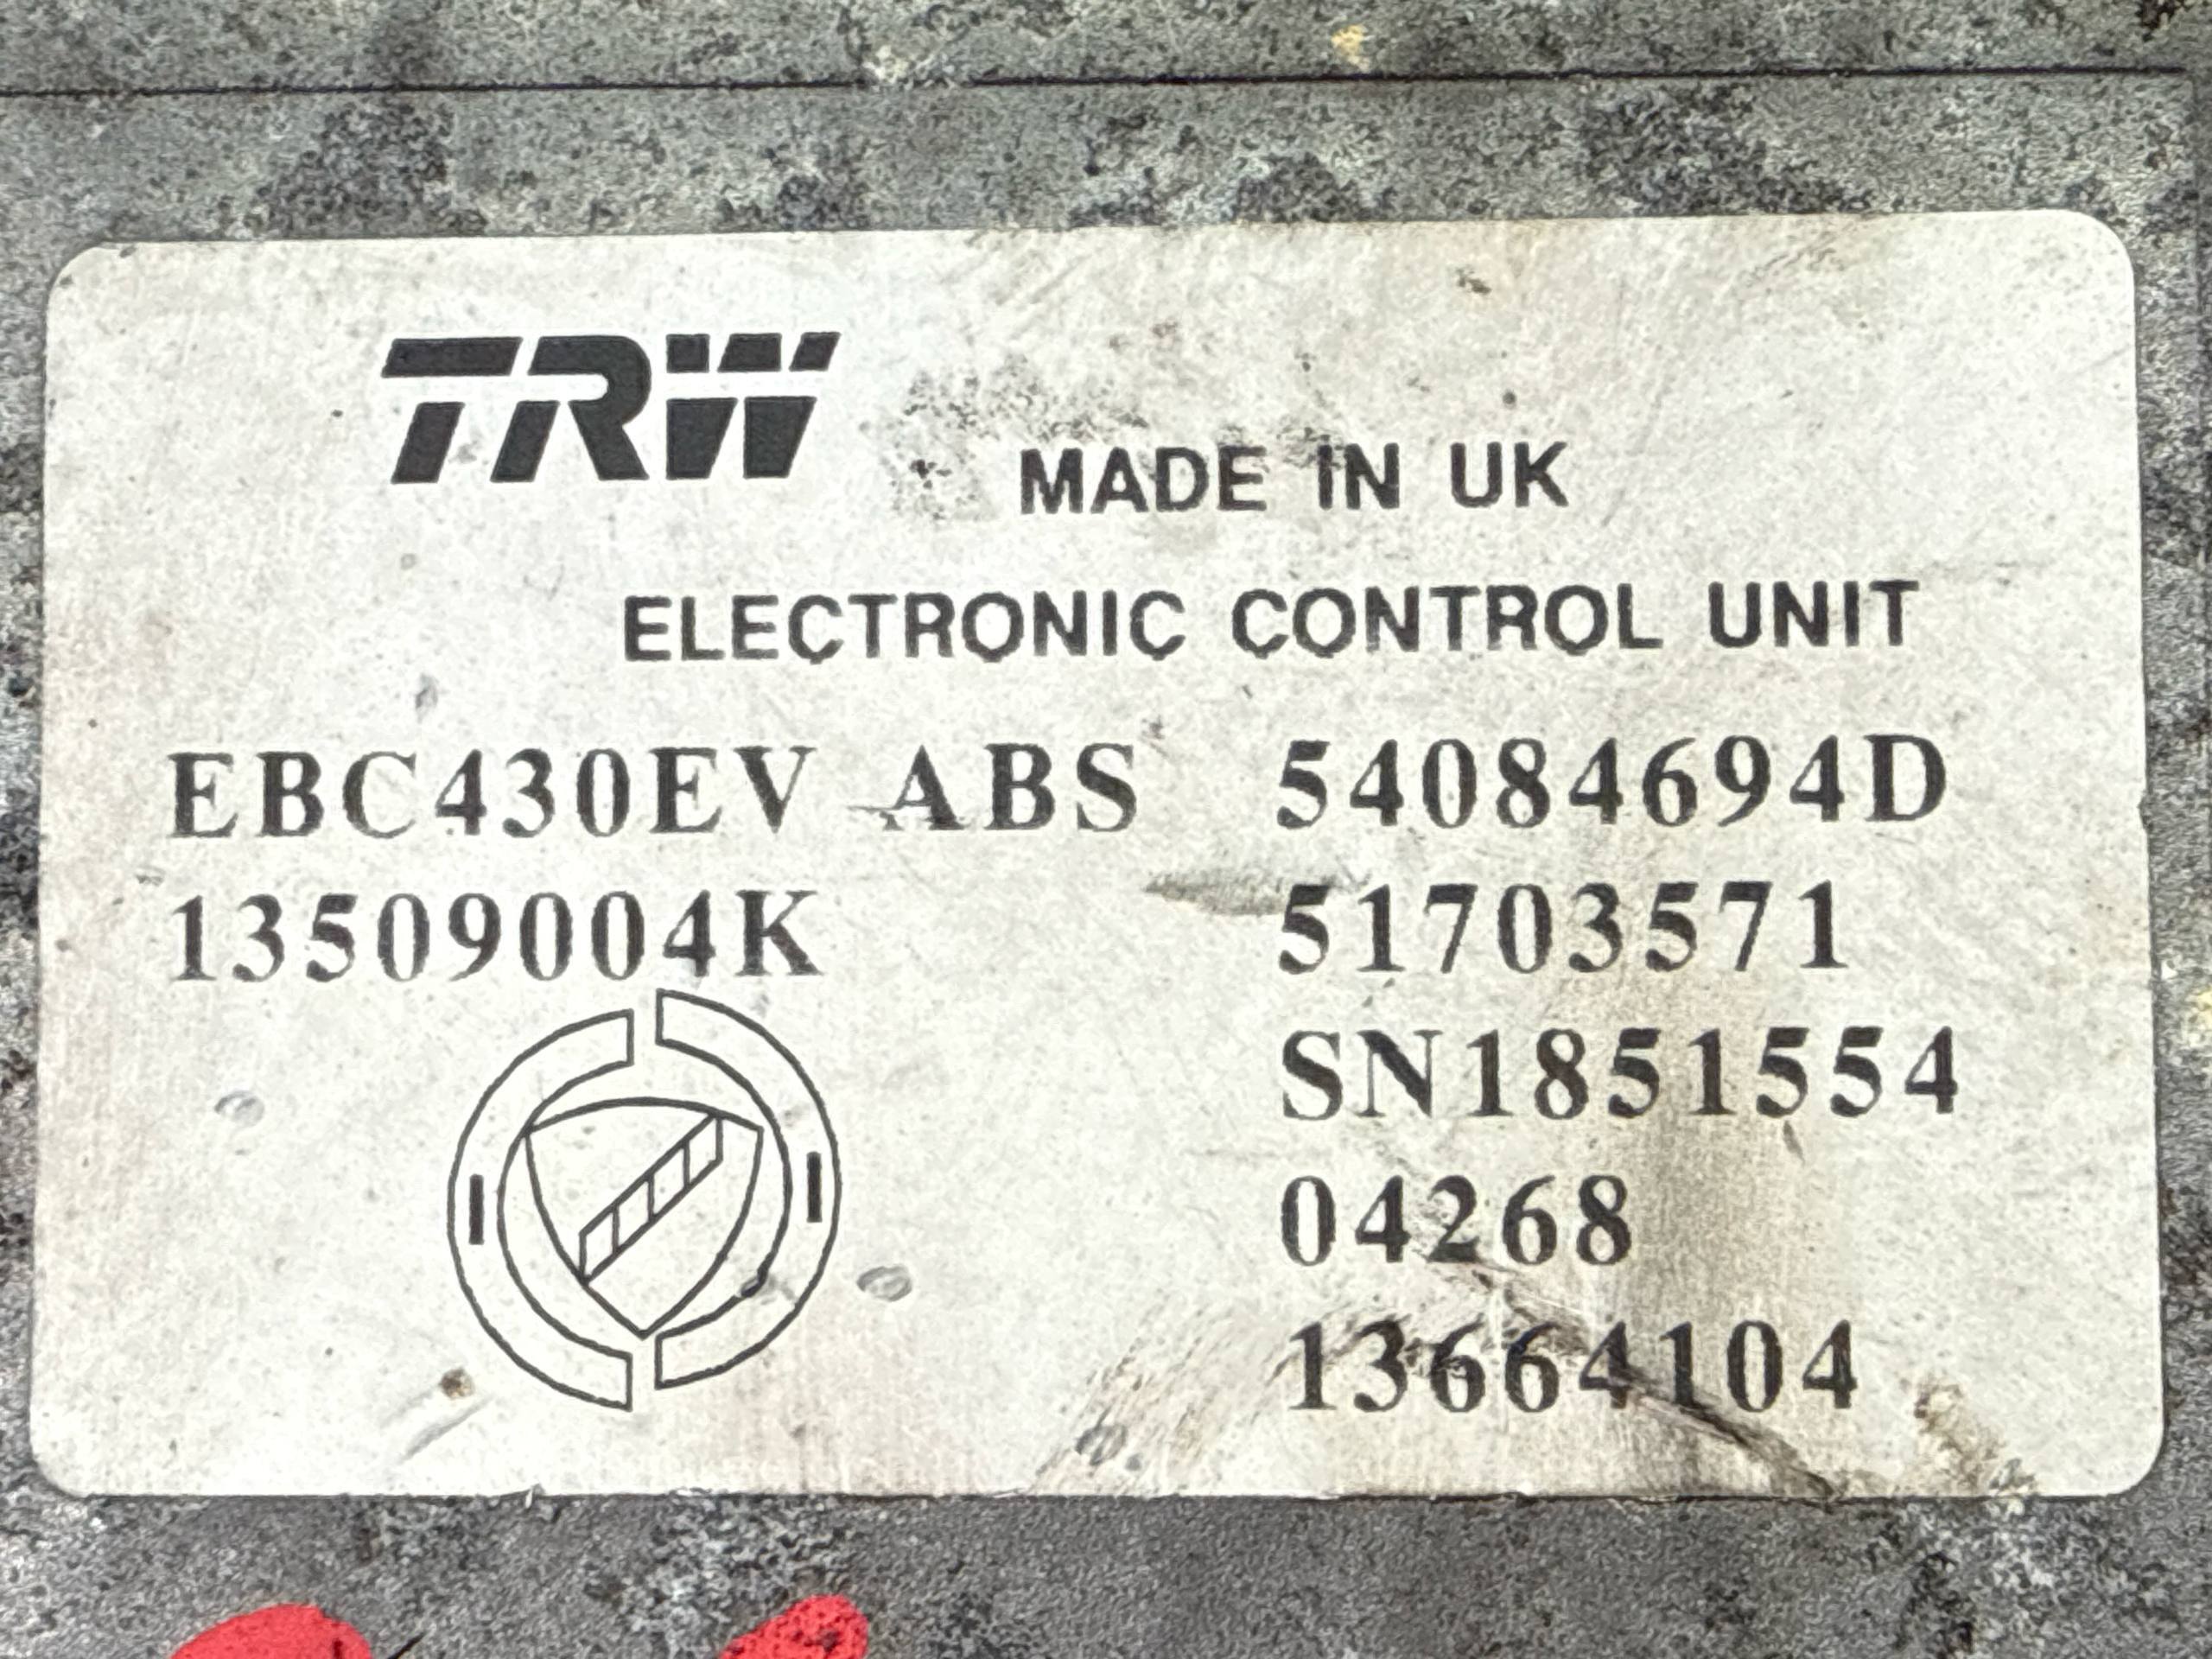 TRW MADE IN UK
ELECTRONIC CONTROL UNIT
EBC430EV ABS 54084694D
13509004K 51703571
SN1851554
04268
13664104